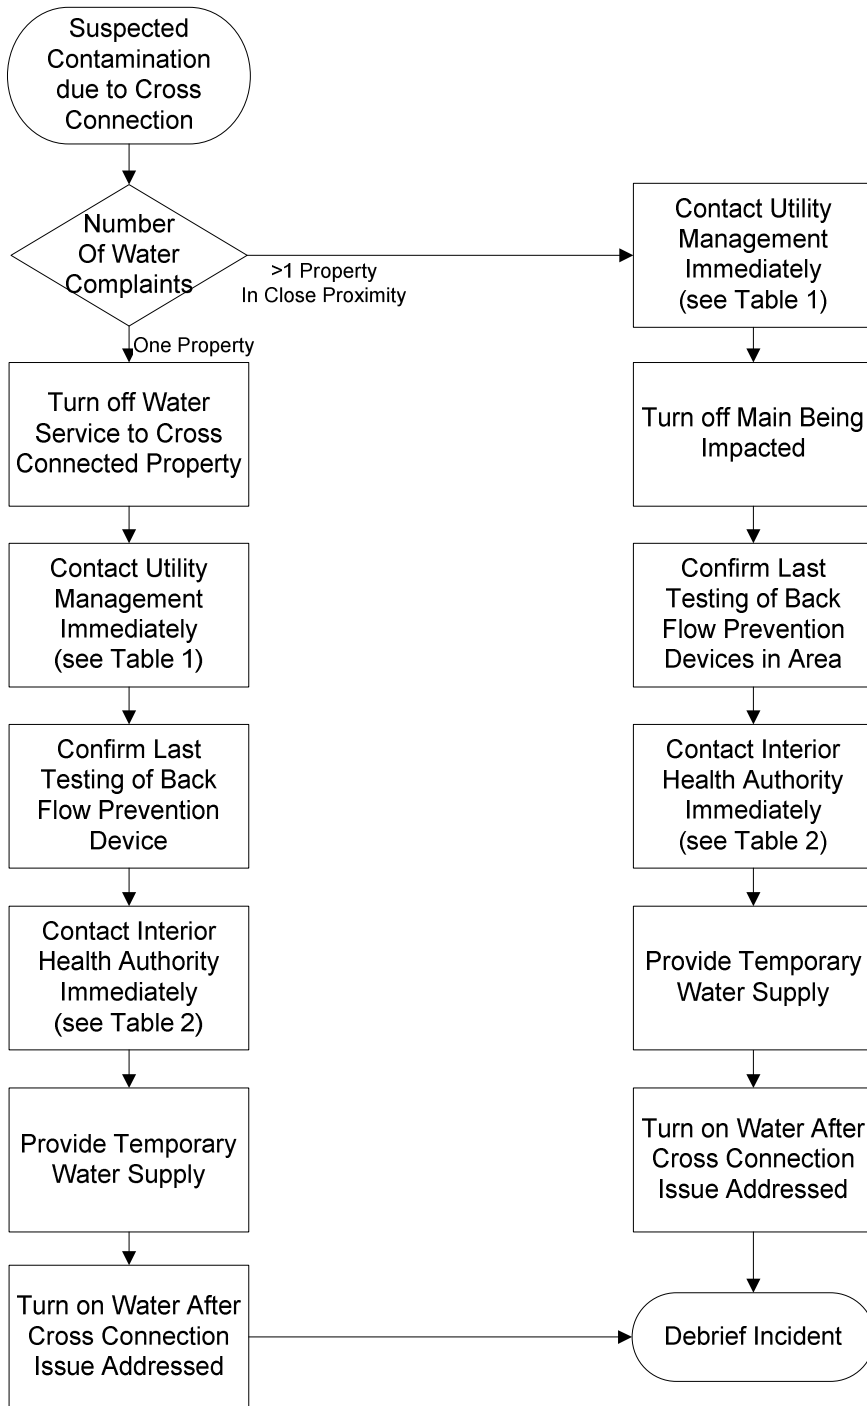 Suspected
Contamination
due to Cross
Connection
Number
Of Water
Complaints
>1 Property
In Close Proximity
One Property
Turn off Water
Service to Cross
Connected Property
Contact Utility
Management
Immediately
(see Table 1)
Confirm Last
Testing of Back
Flow Prevention
Device
Contact Interior
Health Authority
Immediately
(see Table 2)
Provide Temporary
Water Supply
Turn on Water After
Cross Connection
Issue Addressed
Contact Utility
Management
Immediately
(see Table 1)
Turn off Main Being
Impacted
Confirm Last
Testing of Back
Flow Prevention
Devices in Area
Contact Interior
Health Authority
Immediately
(see Table 2)
Provide Temporary
Water Supply
Turn on Water After
Cross Connection
Issue Addressed
Debrief Incident